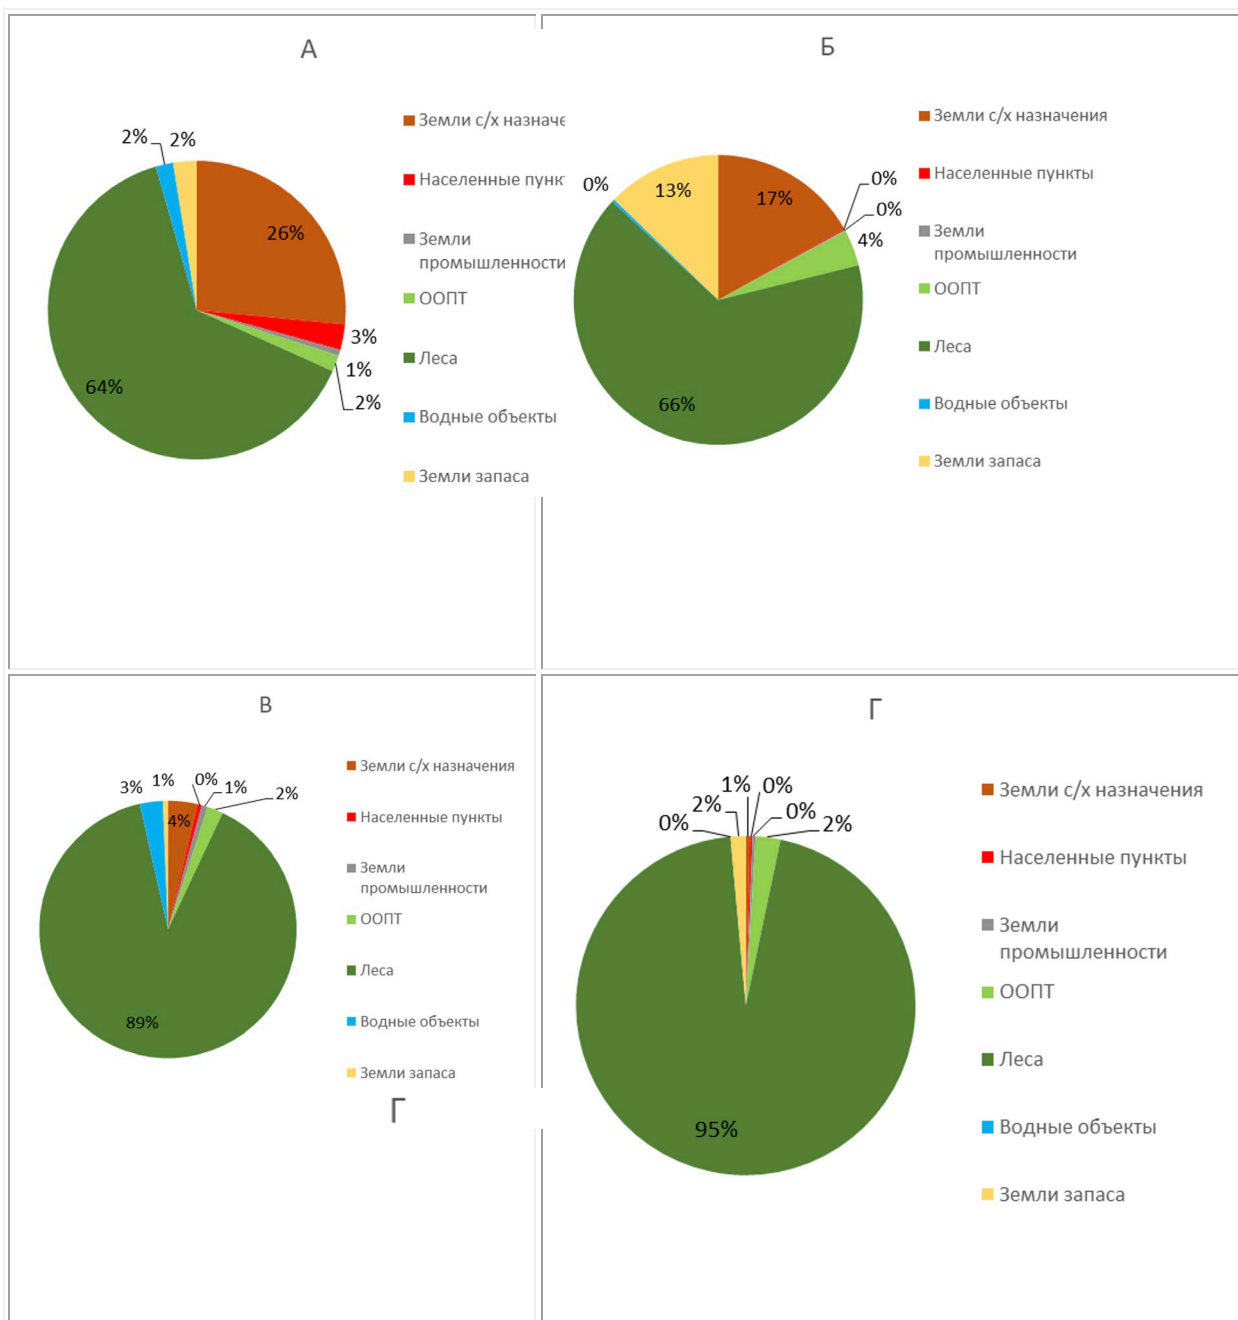 А
2%
2%
26%
3%
1%
2%
64%
Земли с/х назначе
Населенные пунк
Земли
промышленности
ООПТ
Леса
Водные объекты
Земли запаса
Б
0%
13%
17%
0%
0%
4%
66%
Земли с/х назначения
Населенные пункты
Земли
промышленности
ООПТ
Леса
Водные объекты
Земли запаса
В
3%
1%
0%
1%
2%
4%
89%
Земли с/х назначения
Населенные пункты
Земли
промышленности
ООПТ
Леса
Водные объекты
Земли запаса
Г
Г
0%
2%
1%
0%
0%
2%
95%
Земли с/х назначения
Населенные пункты
Земли
промышленности
ООПТ
Леса
Водные объекты
Земли запаса